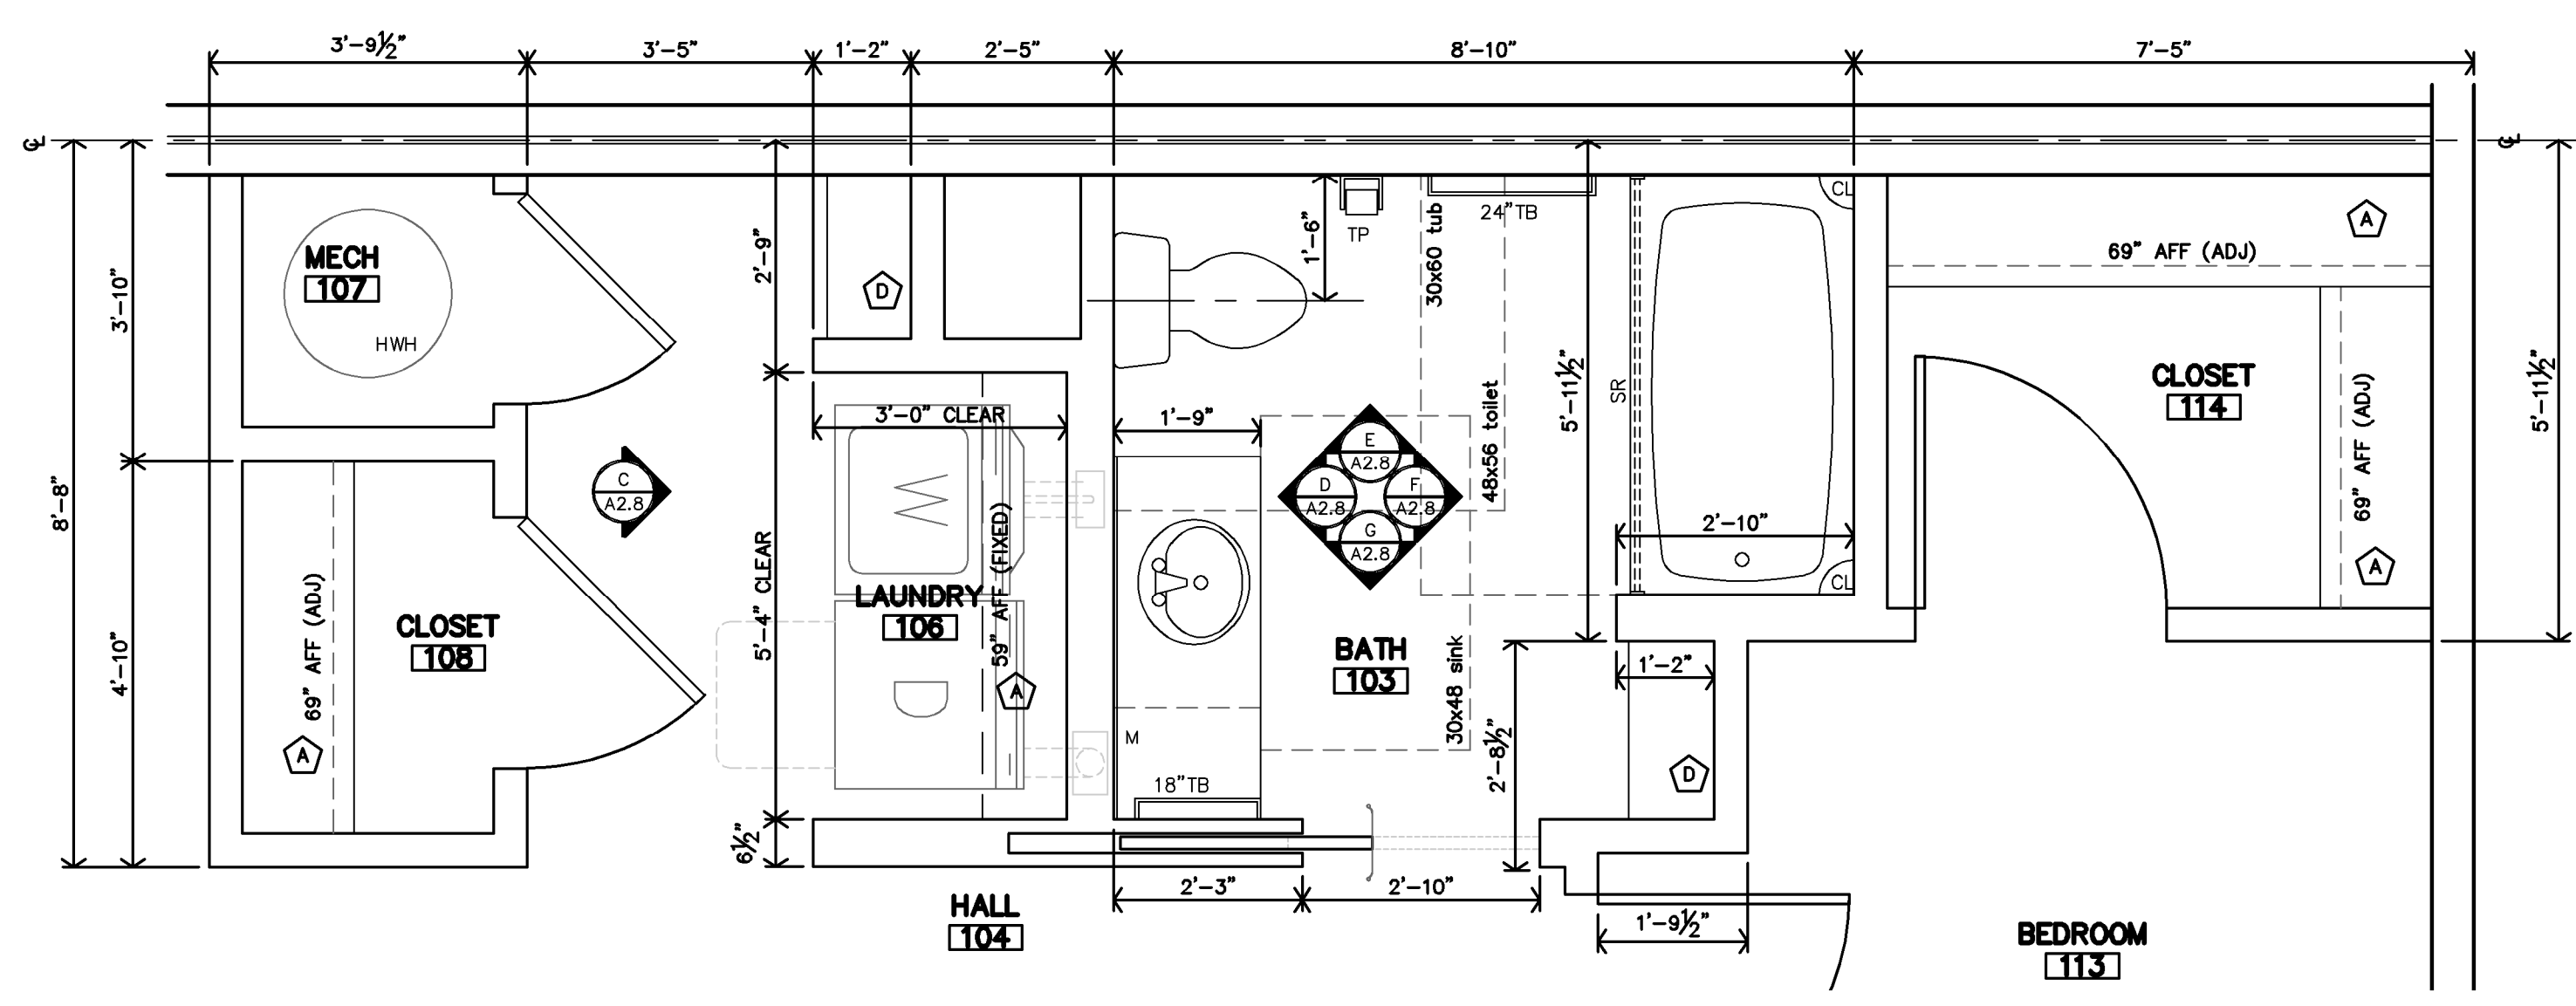 3'-9½"
3'-5"
1'-2"
2'-5"
8'-10"
7'-5"
℄
℄
CL
24"TB
TP
1'-6"
30x60 tub
A
69" AFF (ADJ)
2'-9"
D
MECH
107
3'-10"
HWH
CLOSET
114
5'-11½"
5'-11½"
SR
48x56 toilet
69" AFF (ADJ)
3'-0" CLEAR
1'-9"
E
A2.8
D
A2.8
F
A2.8
G
A2.8
C
A2.8
8'-8"
2'-10"
59" AFF (FIXED)
CL
A
5'-4" CLEAR
LAUNDRY
106
69" AFF (ADJ)
CLOSET
108
4'-10"
BATH
103
30x48 sink
1'-2"
A
A
M
2'-8½"
D
18"TB
6½"
2'-3"
2'-10"
HALL
104
1'-9½"
BEDROOM
113